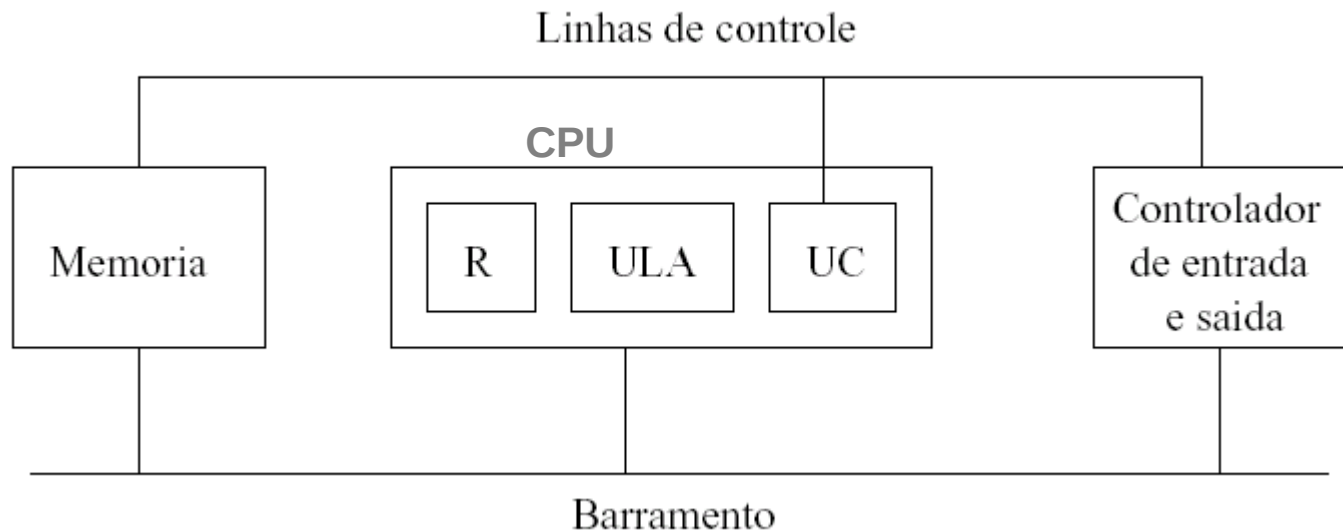 Linhas de controle
CPU
Memoria
R
ULA
UC
Controlador
de entrada
e saida
Barramento